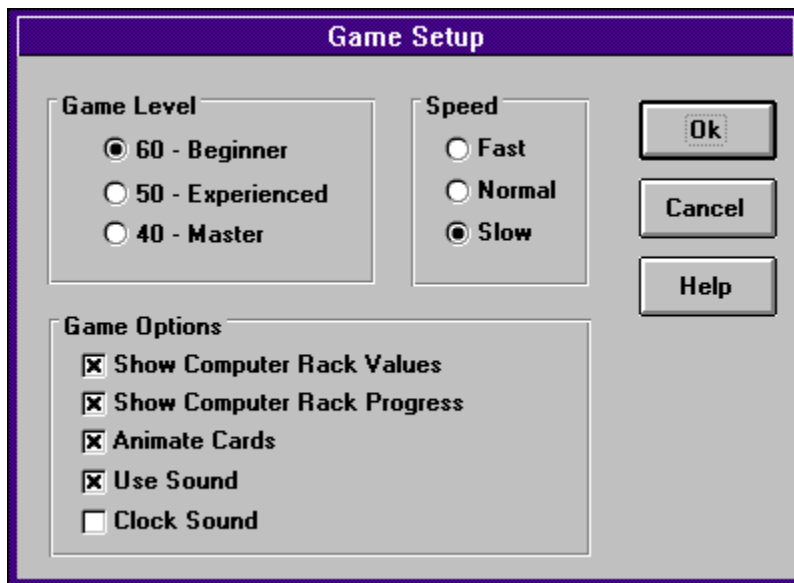 Game Setup
Game Level
60 - Beginner
50 - Experienced
40 - Master
Speed
Fast
Normal
Slow
Ok
Cancel
Help
Game Options
Show Computer Rack Values
Show Computer Rack Progress
Animate Cards
Use Sound
Clock Sound